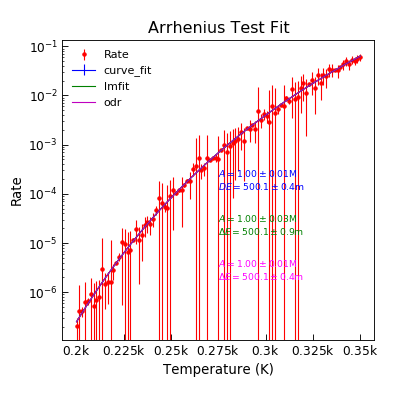 Arrhenius Test Fit
Rate
curve_fit
lmfit
odr
10⁻¹
10⁻²
10⁻³
10⁻⁴
10⁻⁵
10⁻⁶
Rate
A = 1.00 ± 0.01M
DE = 500.1 ± 0.4m
A = 1.00 ± 0.03M
ΔE = 500.1 ± 0.9m
A = 1.00 ± 0.01M
ΔE = 500.1 ± 0.4m
0.2k 0.225k 0.25k 0.275k 0.3k 0.325k 0.35k
Temperature (K)